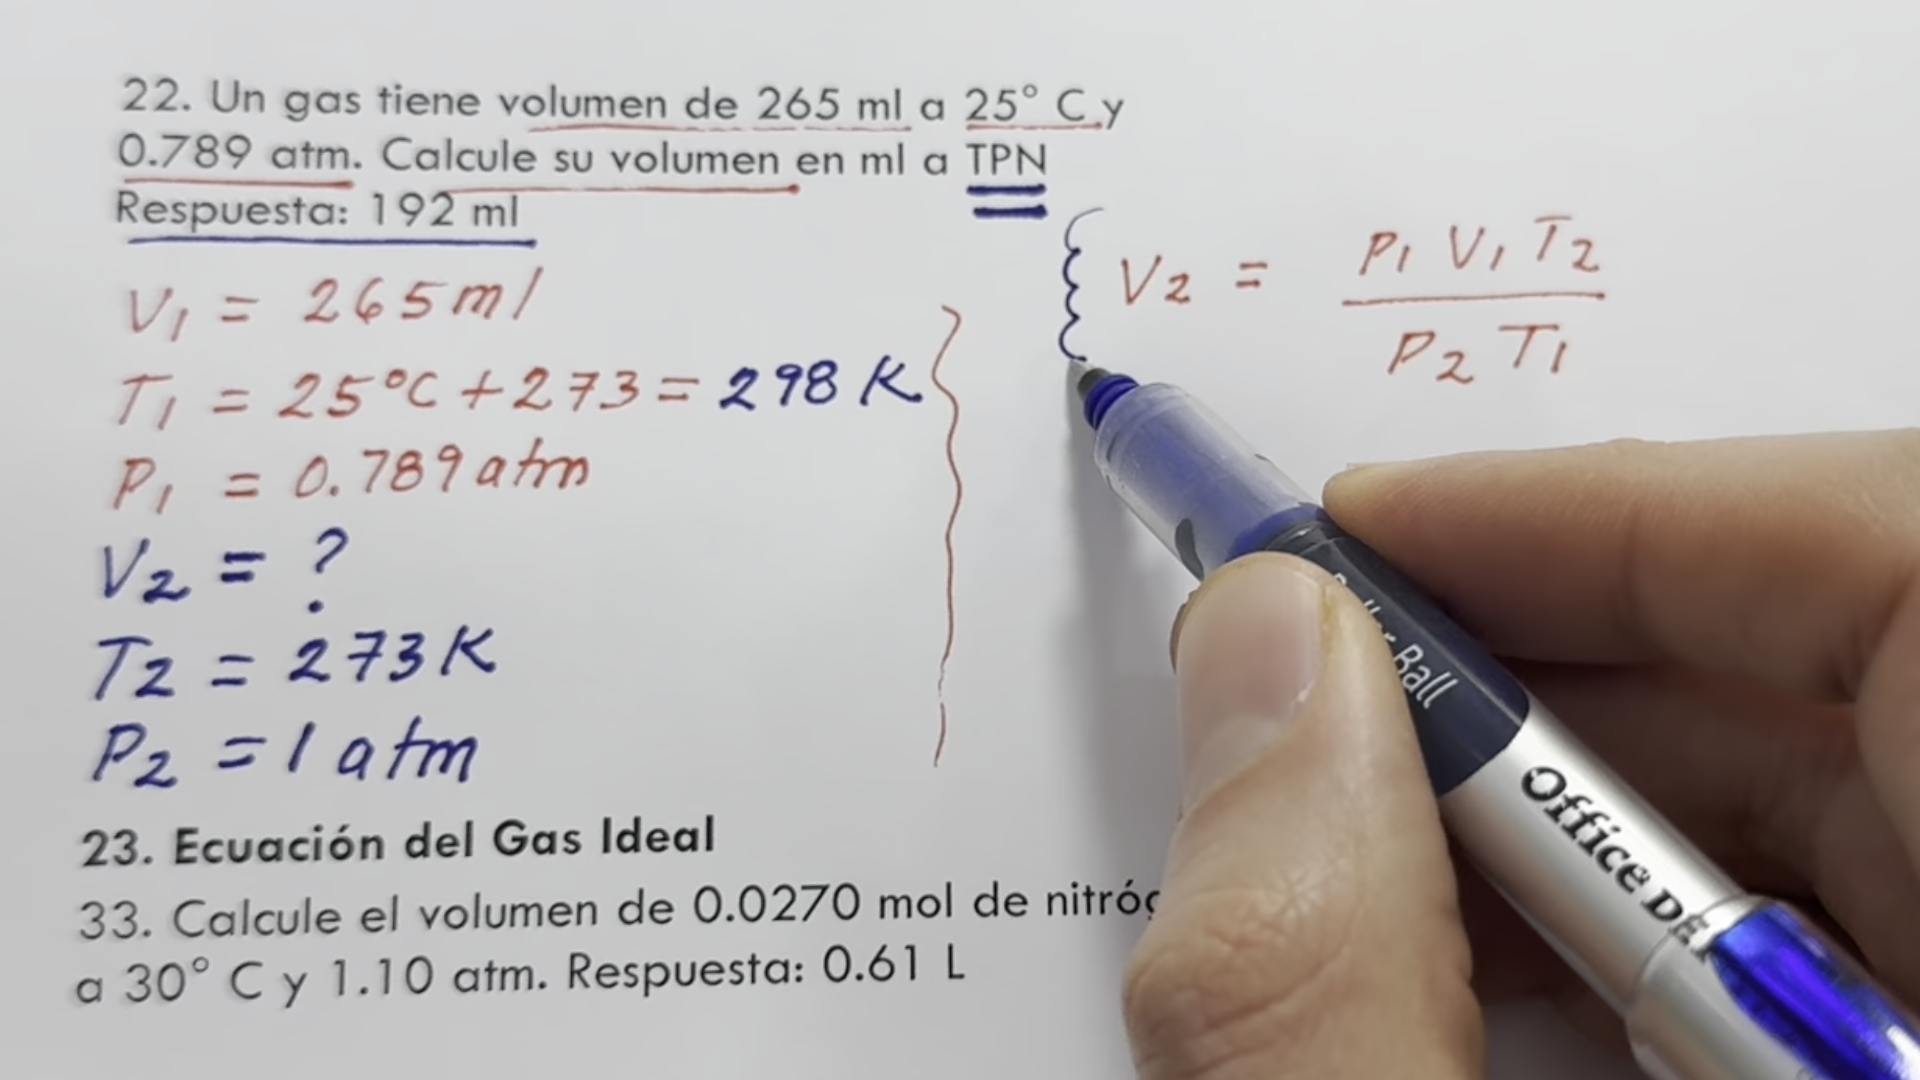 22. Un gas tiene volumen de 265 ml a 25° C y
0.789 atm. Calcule su volumen en ml a TPN
Respuesta: 192 ml
V1 = 265 ml
T1 = 25°C + 273 = 298 K
P1 = 0.789 atm
V2 = ?
T2 = 273 K
P2 = 1 atm
V2 = P1 V1 T2
P2 T1
23. Ecuación del Gas Ideal
33. Calcule el volumen de 0.0270 mol de
a 30° C y 1.10 atm. Respuesta: 0.61 L
Ball
Office